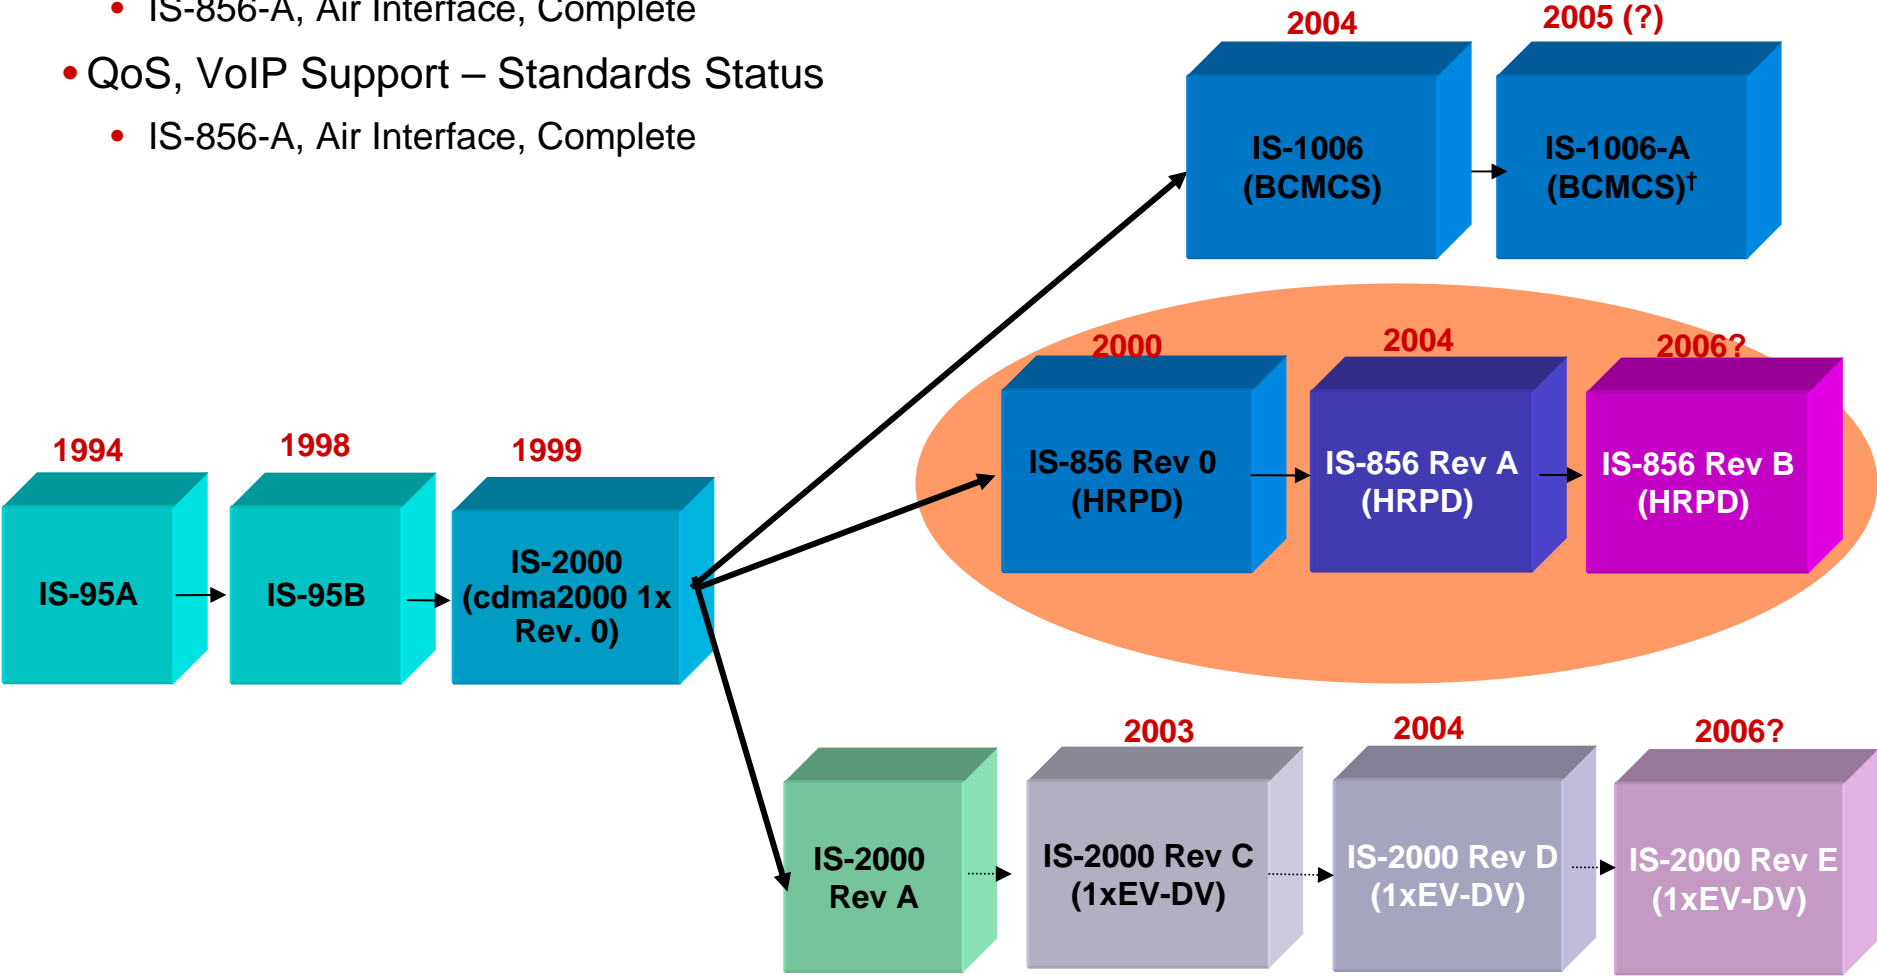 • IS-856-A, Air Interface, Complete
• QoS, VoIP Support – Standards Status
• IS-856-A, Air Interface, Complete
2004
2005 (?)
IS-1006
(BCMCS)
IS-1006-A
(BCMCS)†
2000
2004
2006?
IS-856 Rev 0
(HRPD)
IS-856 Rev A
(HRPD)
IS-856 Rev B
(HRPD)
1994
1998
1999
IS-95A
IS-95B
IS-2000
(cdma2000 1x
Rev. 0)
2003
2004
2006?
IS-2000
Rev A
IS-2000 Rev C
(1xEV-DV)
IS-2000 Rev D
(1xEV-DV)
IS-2000 Rev E
(1xEV-DV)